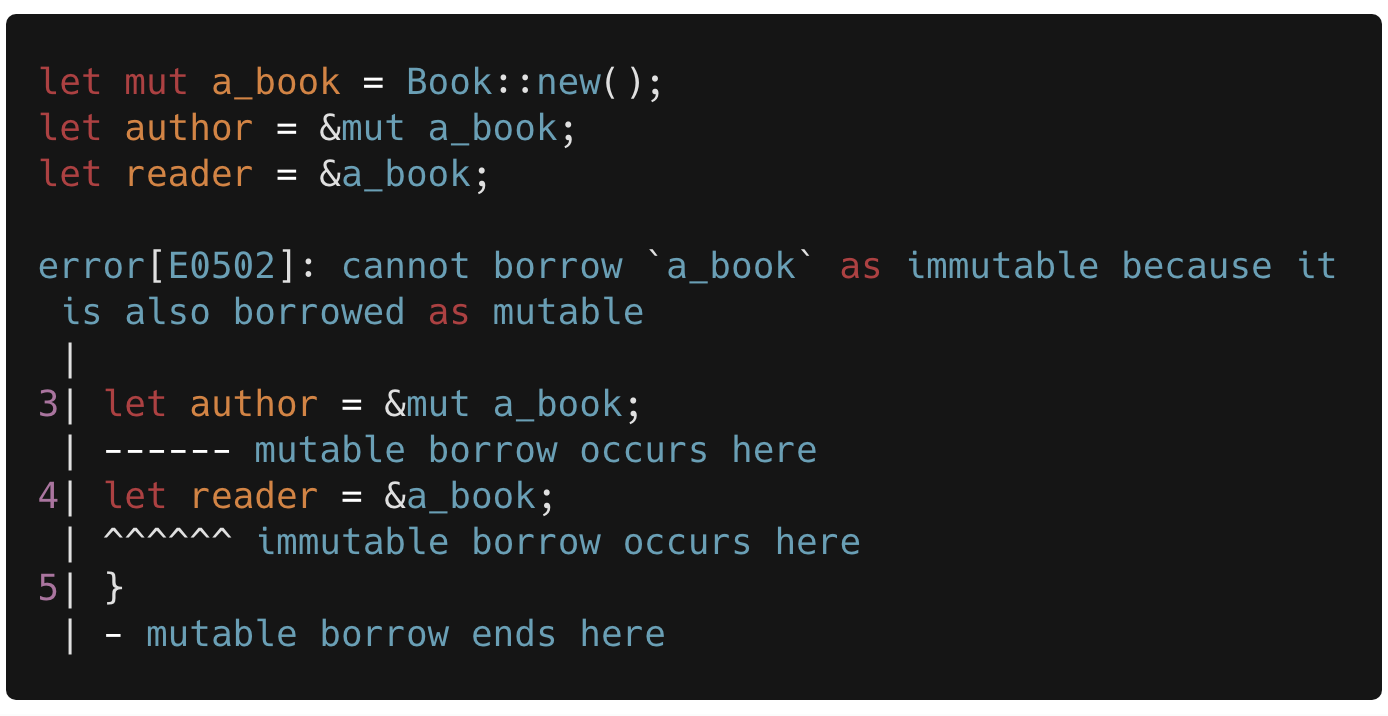 let mut a_book = Book::new();
let author = &mut a_book;
let reader = &a_book;
error[E0502]: cannot borrow `a_book` as immutable because it
is also borrowed as mutable
|
3| let author = &mut a_book;
| ------ mutable borrow occurs here
4| let reader = &a_book;
| ^^^^^^ immutable borrow occurs here
5| }
| - mutable borrow ends here